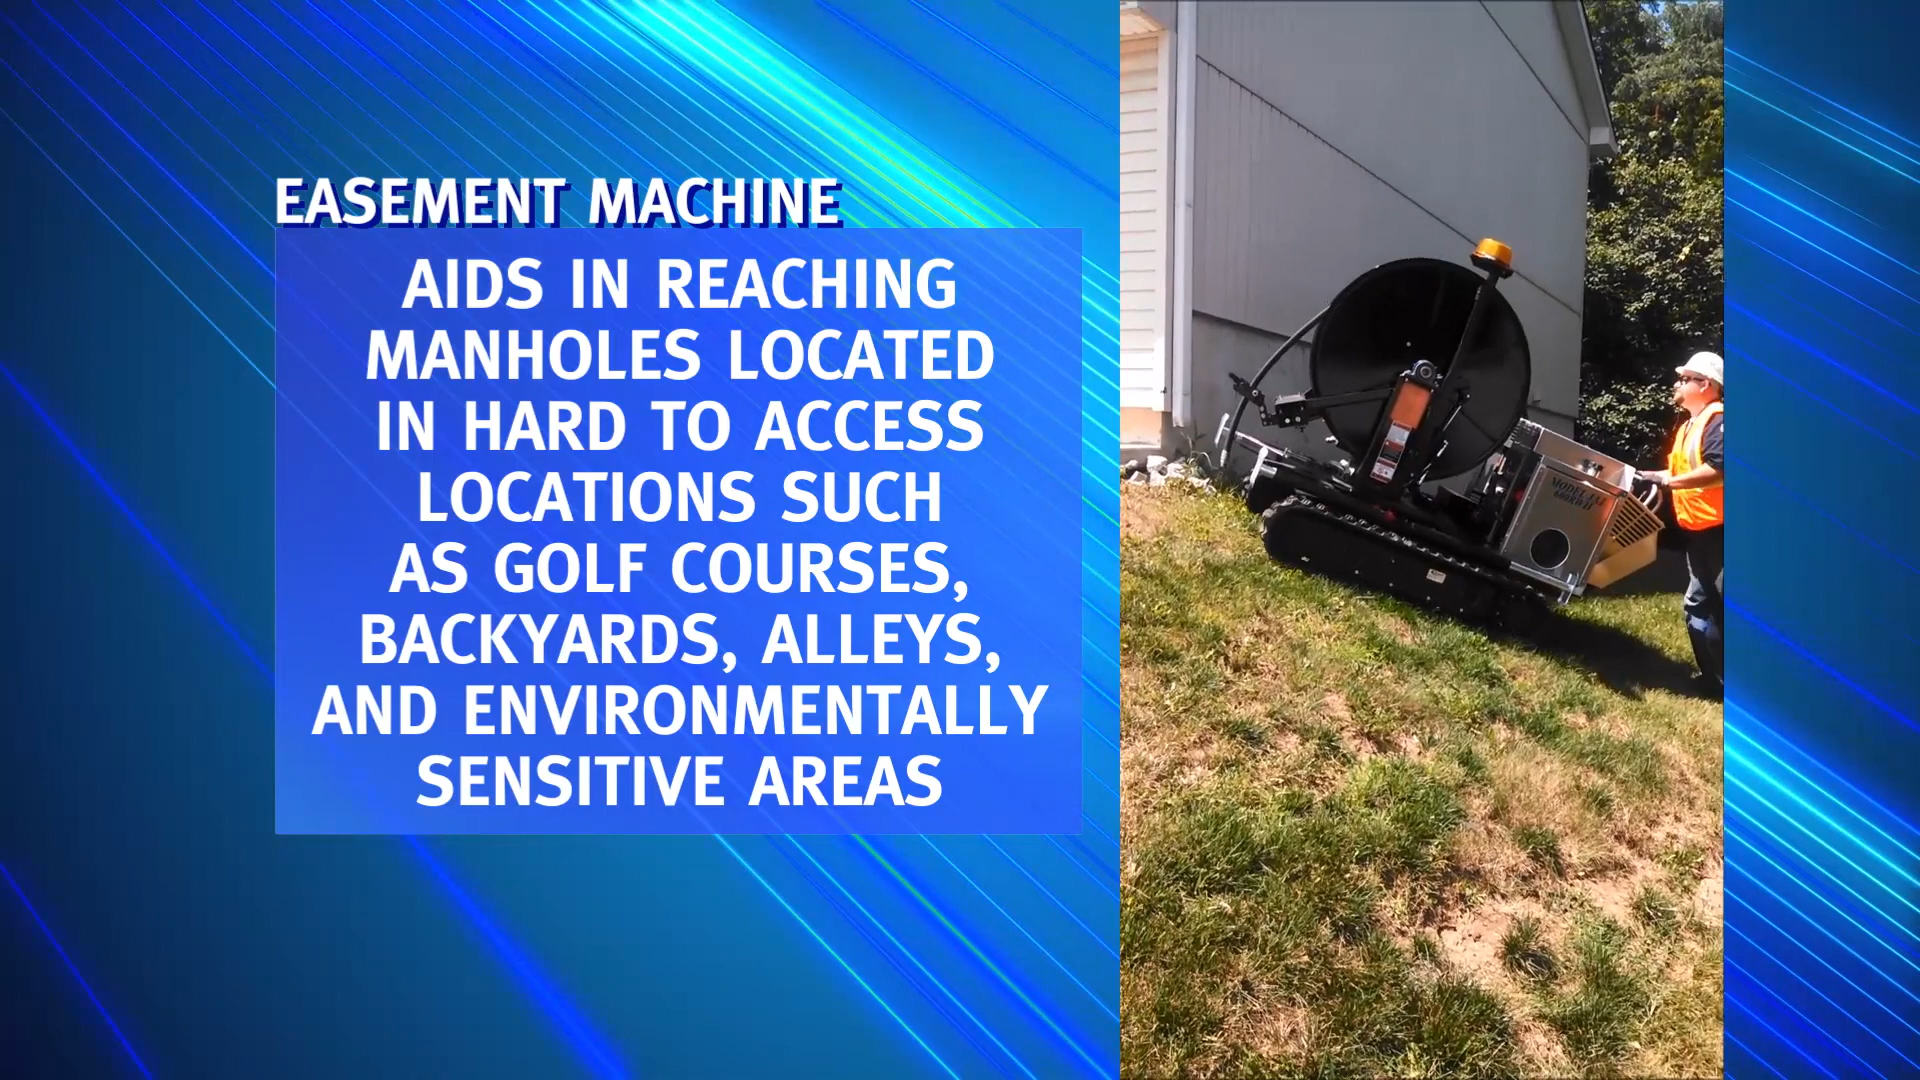 EASEMENT MACHINE
AIDS IN REACHING
MANHOLES LOCATED
IN HARD TO ACCESS
LOCATIONS SUCH
AS GOLF COURSES,
BACKYARDS, ALLEYS,
AND ENVIRONMENTALLY
SENSITIVE AREAS
MODEL